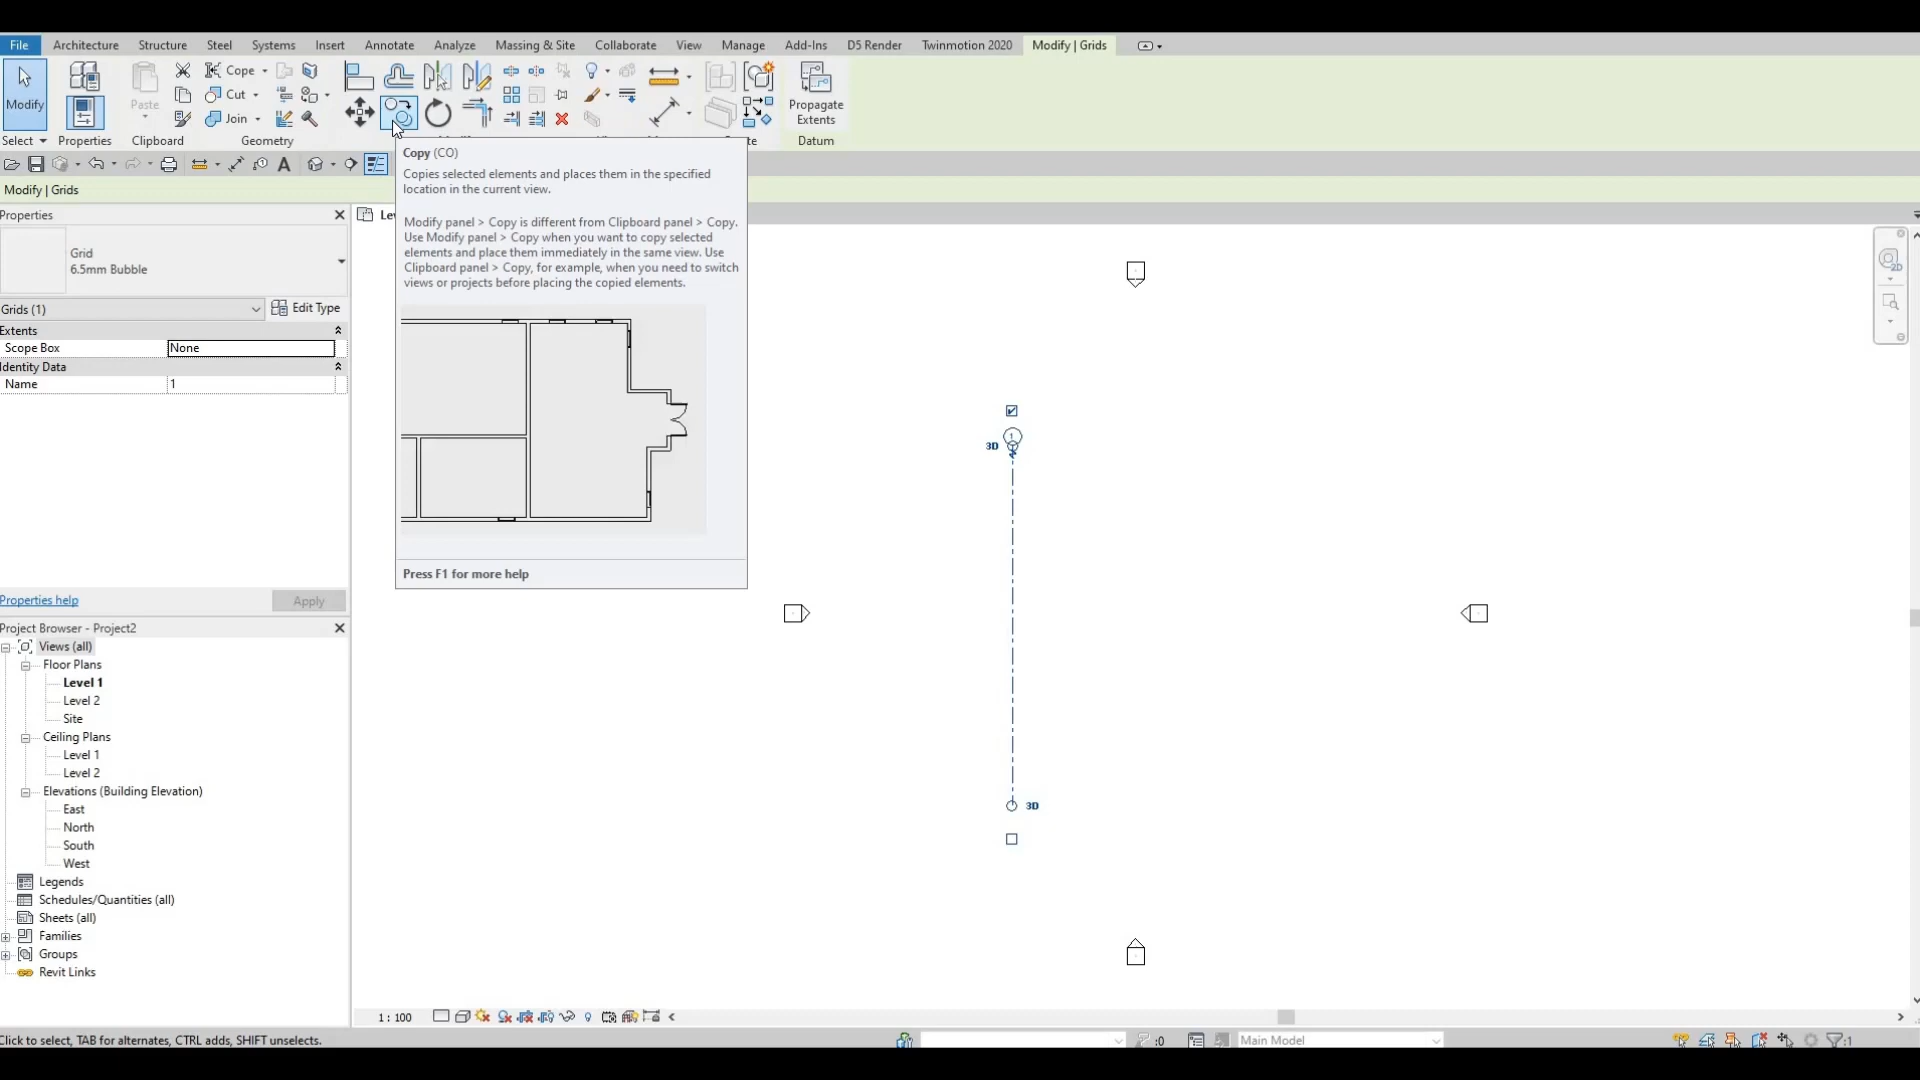 File Architecture Structure Steel Systems Insert Annotate Analyze Massing & Site Collaborate View Manage Add-Ins D5 Render Twinmotion 2020 Modify | Grids
Modify
Paste
Cope
Cut
Join
Propagate
Extents
Select Properties Clipboard Geometry Datum
A
Modify | Grids
Copy (CO)
Copies selected elements and places them in the specified
location in the current view.
Modify panel > Copy is different from Clipboard panel > Copy.
Use Modify panel > Copy when you want to copy selected
elements and place them immediately in the same view. Use
Clipboard panel > Copy, for example, when you need to switch
views or projects before placing the copied elements.
Press F1 for more help
Properties
Grid
6.5mm Bubble
Grids (1)
Edit Type
Extents
Scope Box None
Identity Data
Name 1
Properties help
Apply
Project Browser - Project2
Views (all)
Floor Plans
Level 1
Level 2
Site
Ceiling Plans
Level 1
Level 2
Elevations (Building Elevation)
East
North
South
West
Legends
Schedules/Quantities (all)
Sheets (all)
Families
Groups
Revit Links
2D
1
3D
3D
1 : 100
Click to select, TAB for alternates, CTRL adds, SHIFT unselects.
:0
Main Model
:1